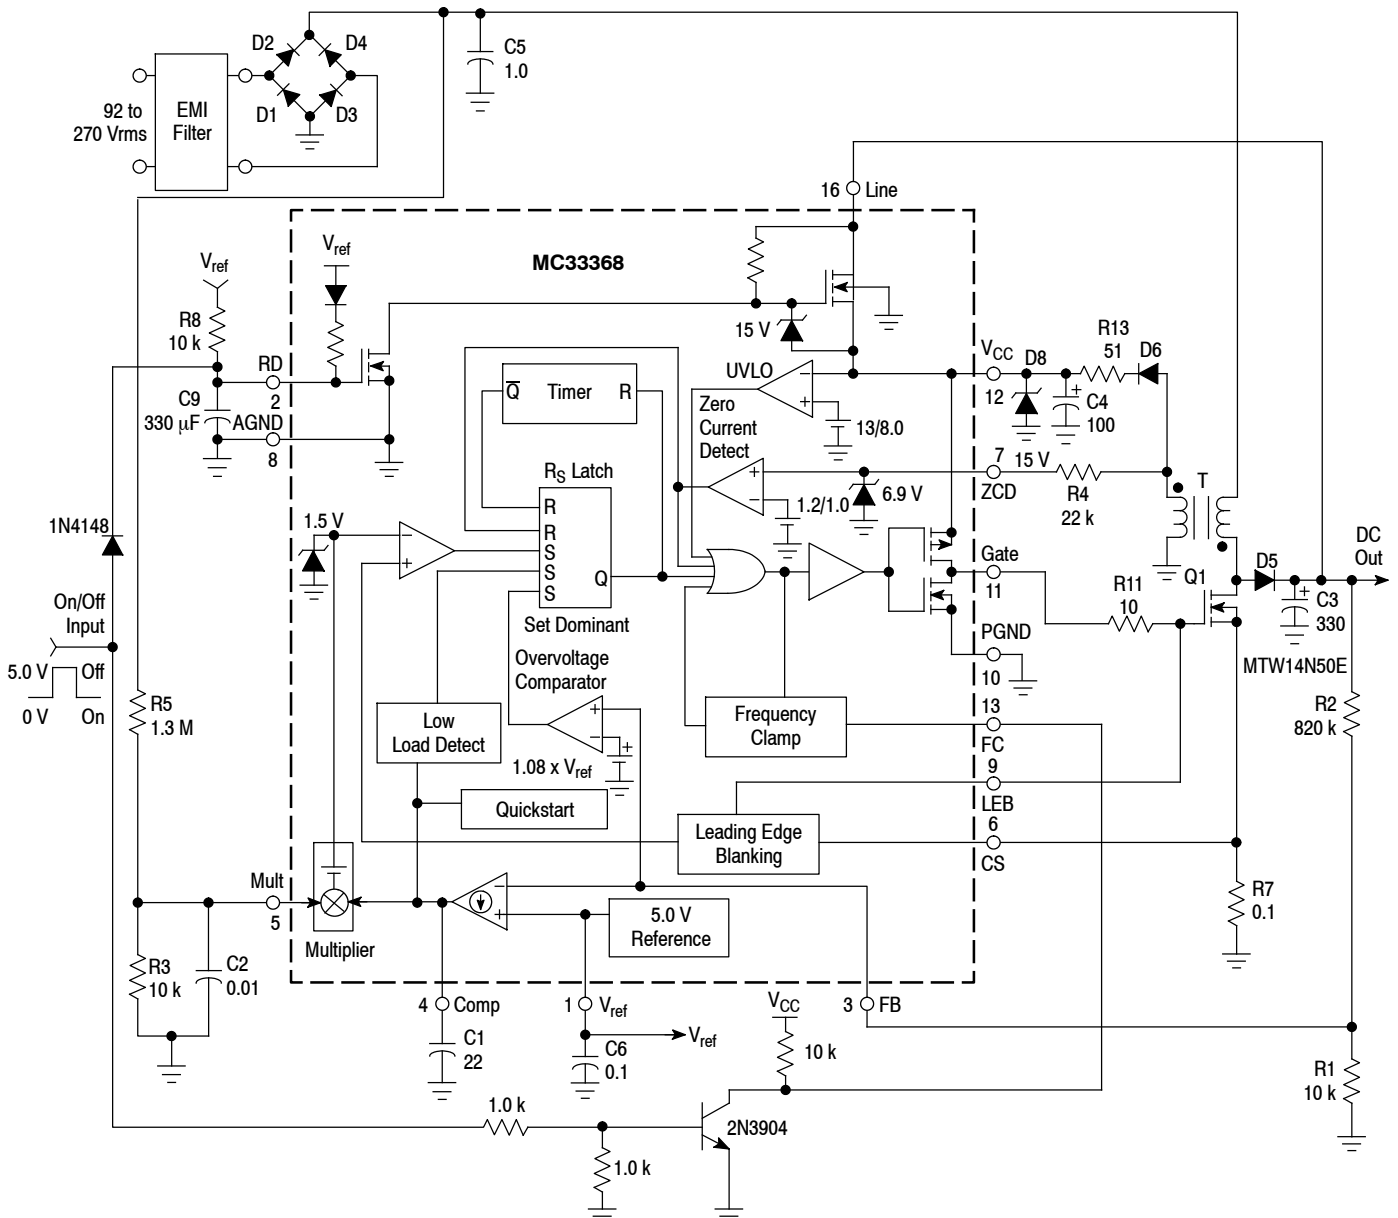 D2
D4
C5
1.0
92 to
270 Vrms
EMI
Filter
D1
D3
16
Line
MC33368
Vref
Vref
R8
10 k
15 V
RD
2
C9
330 μF
AGND
8
Q̅
Timer
R
UVLO
13/8.0
VCC
12
D8
R13
51
D6
C4
100
Zero
Current
Detect
7
15 V
ZCD
R4
22 k
T
6.9 V
1.2/1.0
RS Latch
R
R
S
S
S
Q
Set Dominant
1N4148
1.5 V
Gate
11
R11
10
Q1
D5
DC
Out
C3
330
MTW14N50E
On/Off
Input
5.0 V
Off
0 V
On
R5
1.3 M
PGND
10
Overvoltage
Comparator
1.08 x Vref
Low
Load Detect
Frequency
Clamp
13
FC
9
LEB
6
CS
R2
820 k
Quickstart
Leading Edge
Blanking
Mult
5
Multiplier
5.0 V
Reference
R7
0.1
R3
10 k
C2
0.01
4
Comp
1
Vref
3
FB
C1
22
C6
0.1
Vref
VCC
10 k
R1
10 k
1.0 k
1.0 k
2N3904